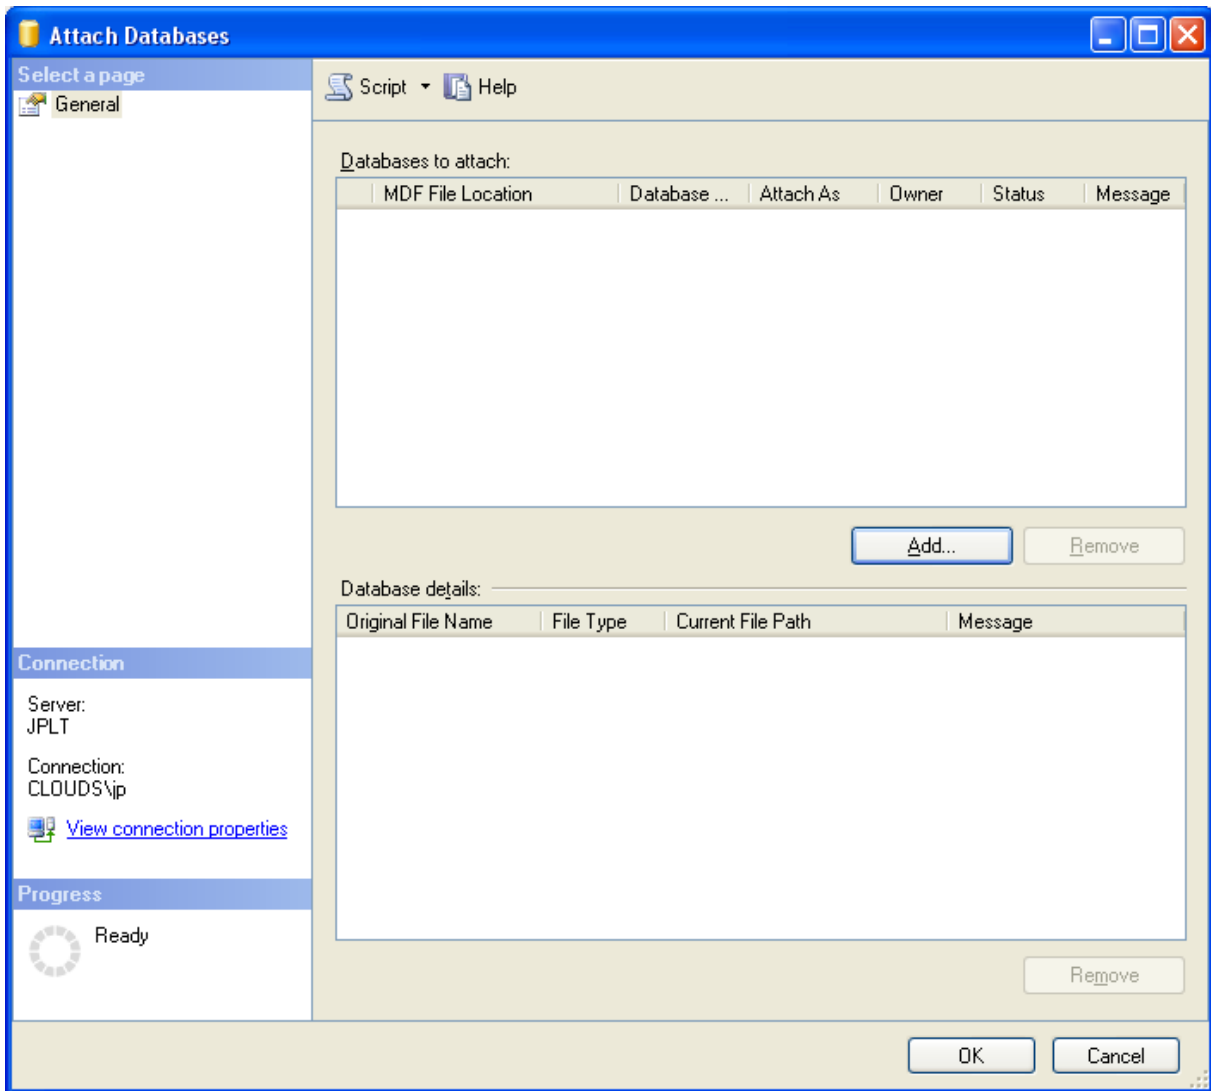 Attach Databases
Select a page
General
Script Help
Databases to attach:
MDF File Location Database ... Attach As Owner Status Message
Add... Remove
Database details:
Original File Name File Type Current File Path Message
Connection
Server:
JPLT
Connection:
CLOUDS\jp
View connection properties
Progress
Ready
Remove
OK Cancel